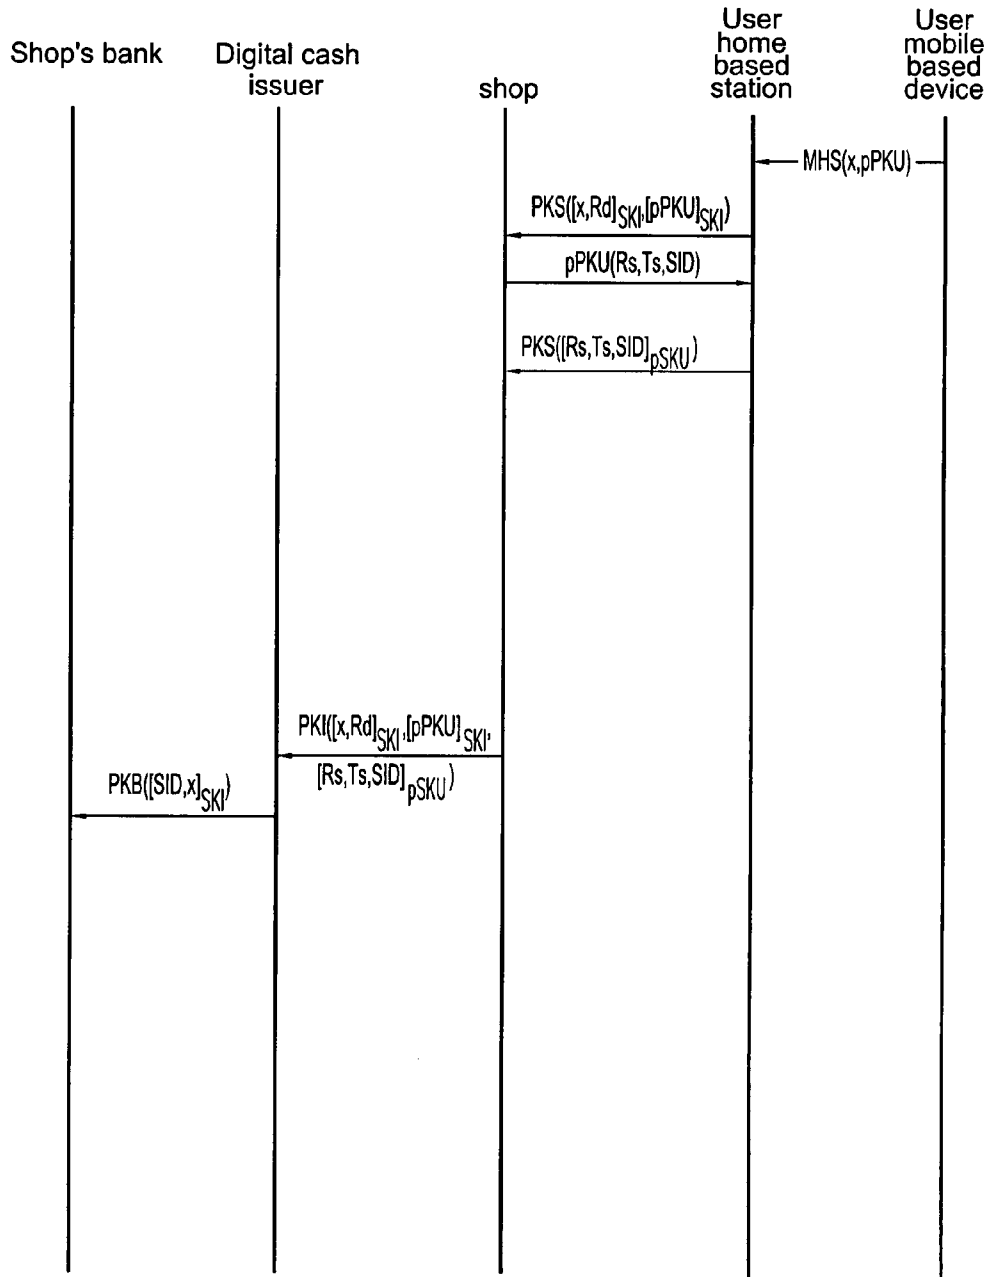 Shop's bank
Digital cash
issuer
shop
User
home
based
station
User
mobile
based
device
MHS(x,pPKU)
PKS([x,Rd]SKI,[pPKU]SKI)
pPKU(Rs,Ts,SID)
PKS([Rs,Ts,SID]pSKU)
PKI([x,Rd]SKI,[pPKU]SKI,
[Rs,Ts,SID]pSKU)
PKB([SID,x]SKI)